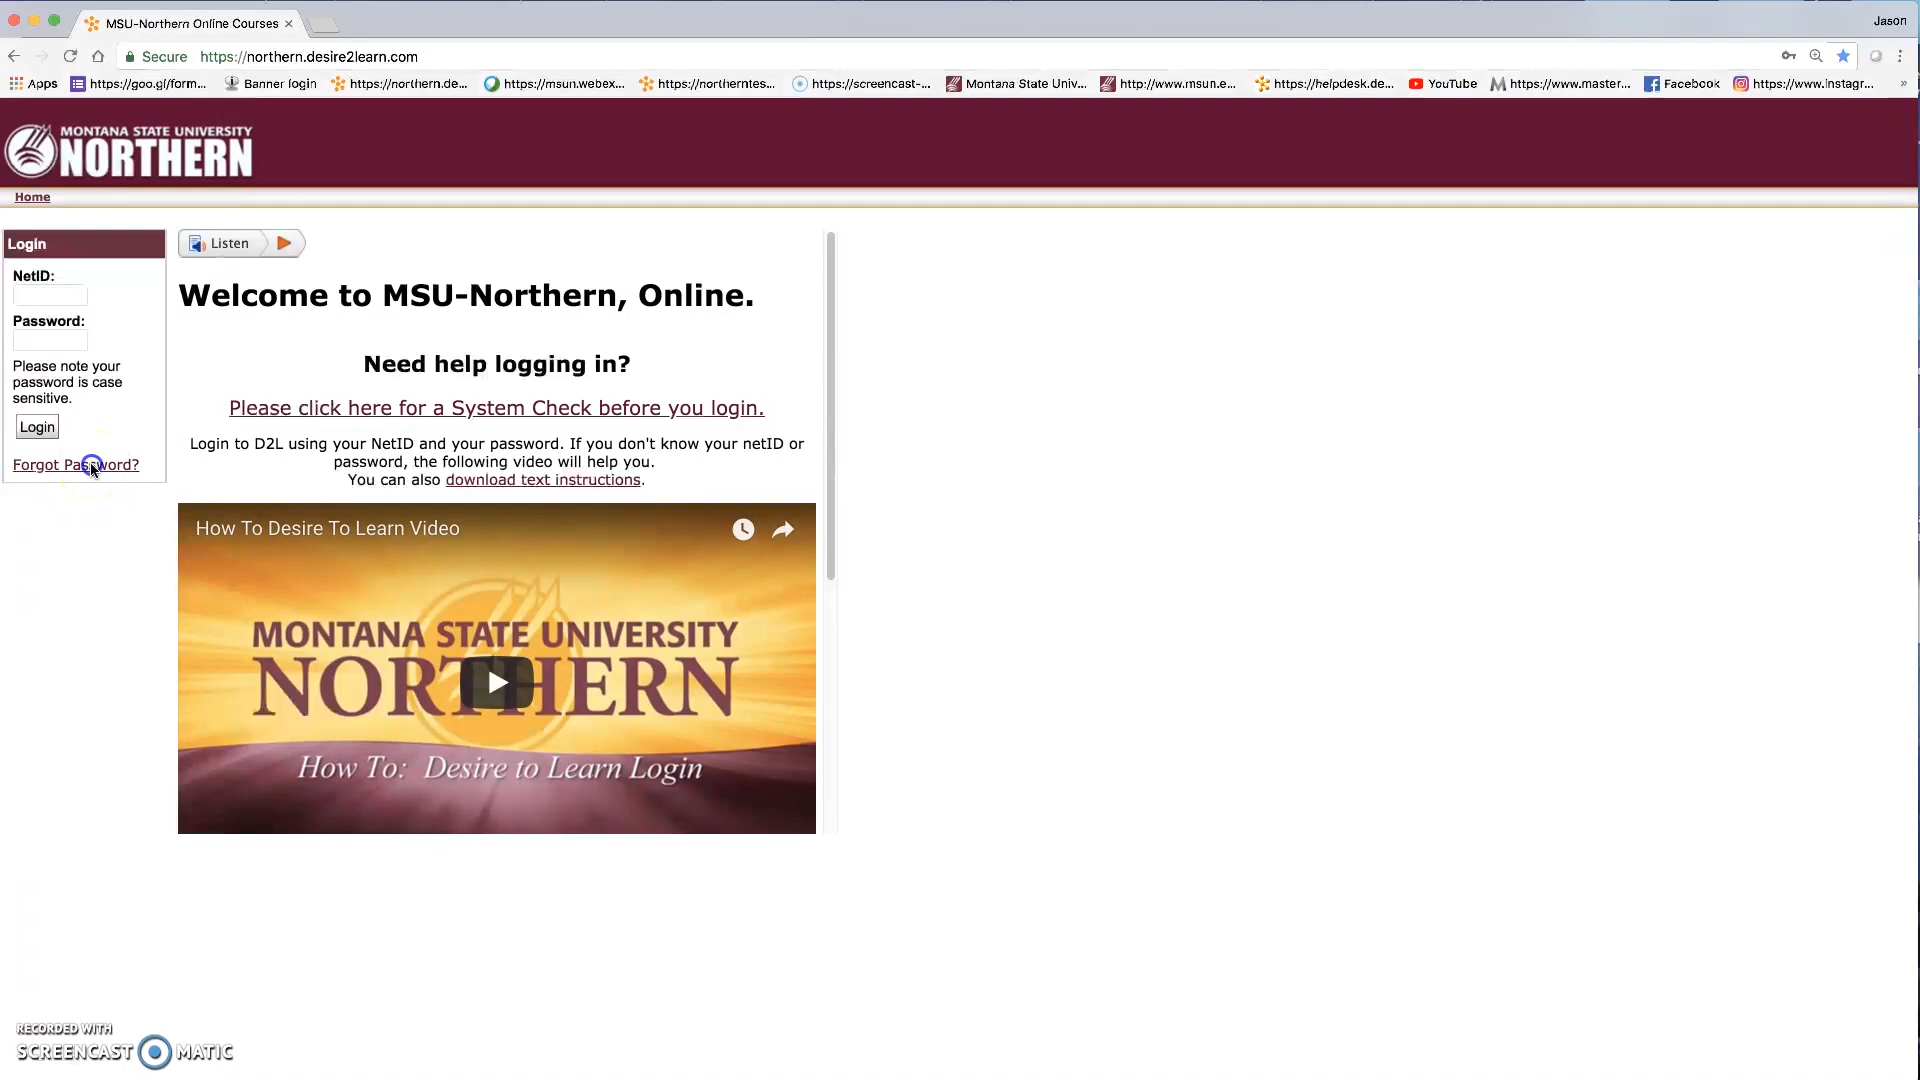 MSU-Northern Online Courses
Jason
Secure https://northern.desire2learn.com
Apps https://goo.gl/form... Banner login https://northern.de... https://msun.webex... https://northerntes... https://screencast-... Montana State Univ... http://www.msun.e... https://helpdesk.de... YouTube https://www.master... Facebook https://www.instagr... »
MONTANA STATE UNIVERSITY
NORTHERN
Home
Login
NetID:
Password:
Please note your
password is case
sensitive.
Login
Forgot Password?
Listen
Welcome to MSU-Northern, Online.
Need help logging in?
Please click here for a System Check before you login.
Login to D2L using your NetID and your password. If you don't know your netID or
password, the following video will help you.
You can also download text instructions.
How To Desire To Learn Video
MONTANA STATE UNIVERSITY
NORTHERN
How To: Desire to Learn Login
RECORDED WITH
SCREENCAST MATIC